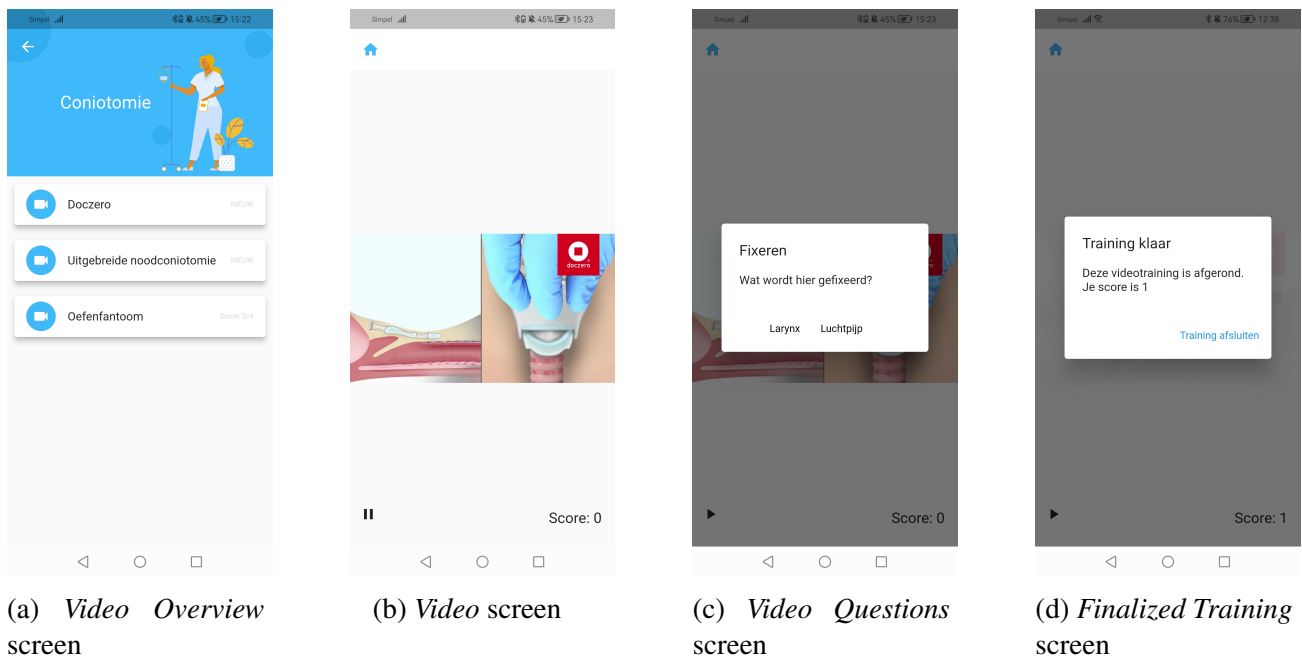 Simpel 45% 15:22
Coniotomie
Doczero NIEUW
Uitgebreide noodconiotomie NIEUW
Oefenfantoom Score: 3/4
(a) Video Overview
screen
Simpel 45% 15:23
doczero
Score: 0
(b) Video screen
Simpel 45% 15:23
Fixeren
Wat wordt hier gefixeerd?
Larynx Luchtpijp
Score: 0
(c) Video Questions
screen
Simpel 76% 12:38
Training klaar
Deze videotraining is afgerond.
Je score is 1
Training afsluiten
Score: 1
(d) Finalized Training
screen